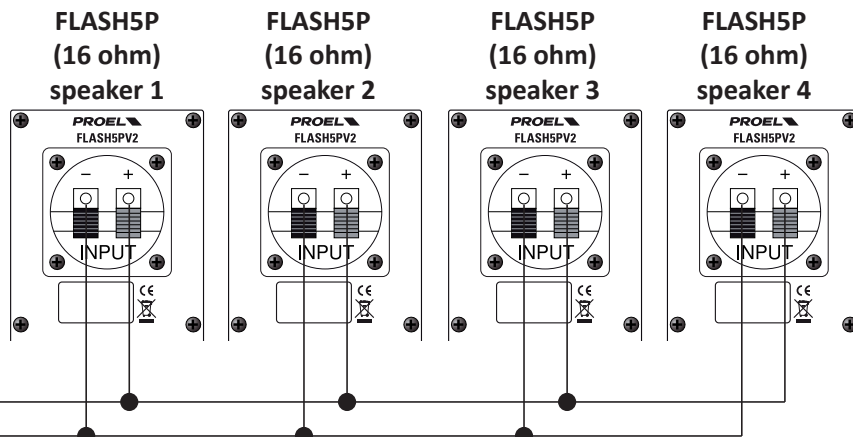 FLASH5P
(16 ohm)
speaker 1
PROEL
FLASH5PV2
− +
INPUT
CE
FLASH5P
(16 ohm)
speaker 2
PROEL
FLASH5PV2
− +
INPUT
CE
FLASH5P
(16 ohm)
speaker 3
PROEL
FLASH5PV2
− +
INPUT
CE
FLASH5P
(16 ohm)
speaker 4
PROEL
FLASH5PV2
− +
INPUT
CE